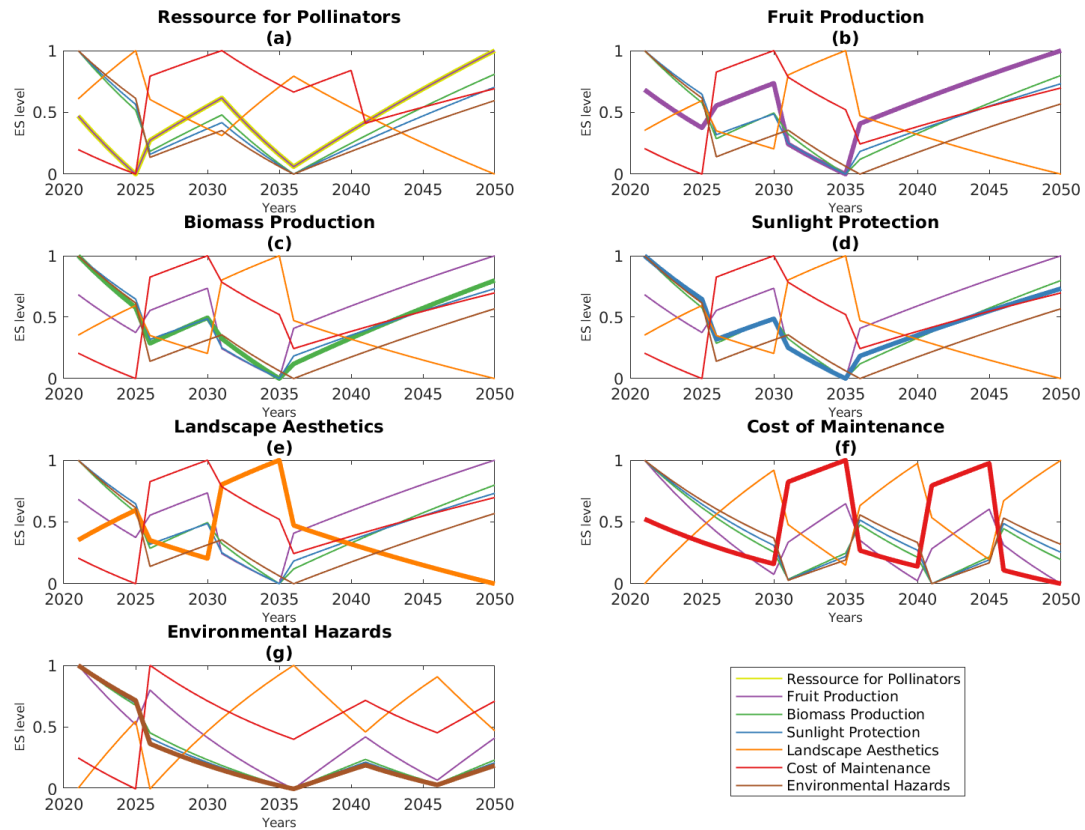 Ressource for Pollinators
(a)
1
0.5
0
ES level
2020 2025 2030 2035 2040 2045 2050
Years
Fruit Production
(b)
1
0.5
0
ES level
2020 2025 2030 2035 2040 2045 2050
Years
Biomass Production
(c)
1
0.5
0
ES level
2020 2025 2030 2035 2040 2045 2050
Years
Sunlight Protection
(d)
1
0.5
0
ES level
2020 2025 2030 2035 2040 2045 2050
Years
Landscape Aesthetics
(e)
1
0.5
0
ES level
2020 2025 2030 2035 2040 2045 2050
Years
Cost of Maintenance
(f)
1
0.5
0
ES level
2020 2025 2030 2035 2040 2045 2050
Years
Environmental Hazards
(g)
1
0.5
0
ES level
2020 2025 2030 2035 2040 2045 2050
Years
Ressource for Pollinators
Fruit Production
Biomass Production
Sunlight Protection
Landscape Aesthetics
Cost of Maintenance
Environmental Hazards